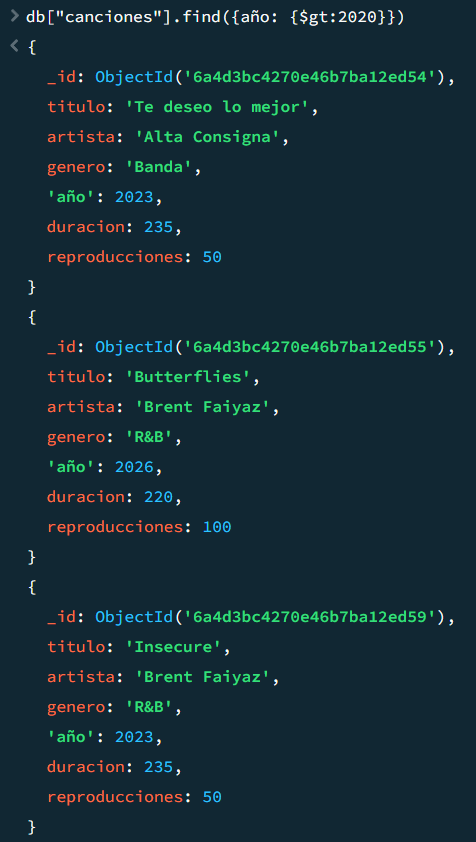 > db["canciones"].find({año: {$gt:2020}})
< {
_id: ObjectId('6a4d3bc4270e46b7ba12ed54'),
titulo: 'Te deseo lo mejor',
artista: 'Alta Consigna',
genero: 'Banda',
'año': 2023,
duracion: 235,
reproducciones: 50
}
{
_id: ObjectId('6a4d3bc4270e46b7ba12ed55'),
titulo: 'Butterflies',
artista: 'Brent Faiyaz',
genero: 'R&B',
'año': 2026,
duracion: 220,
reproducciones: 100
}
{
_id: ObjectId('6a4d3bc4270e46b7ba12ed59'),
titulo: 'Insecure',
artista: 'Brent Faiyaz',
genero: 'R&B',
'año': 2023,
duracion: 235,
reproducciones: 50
}